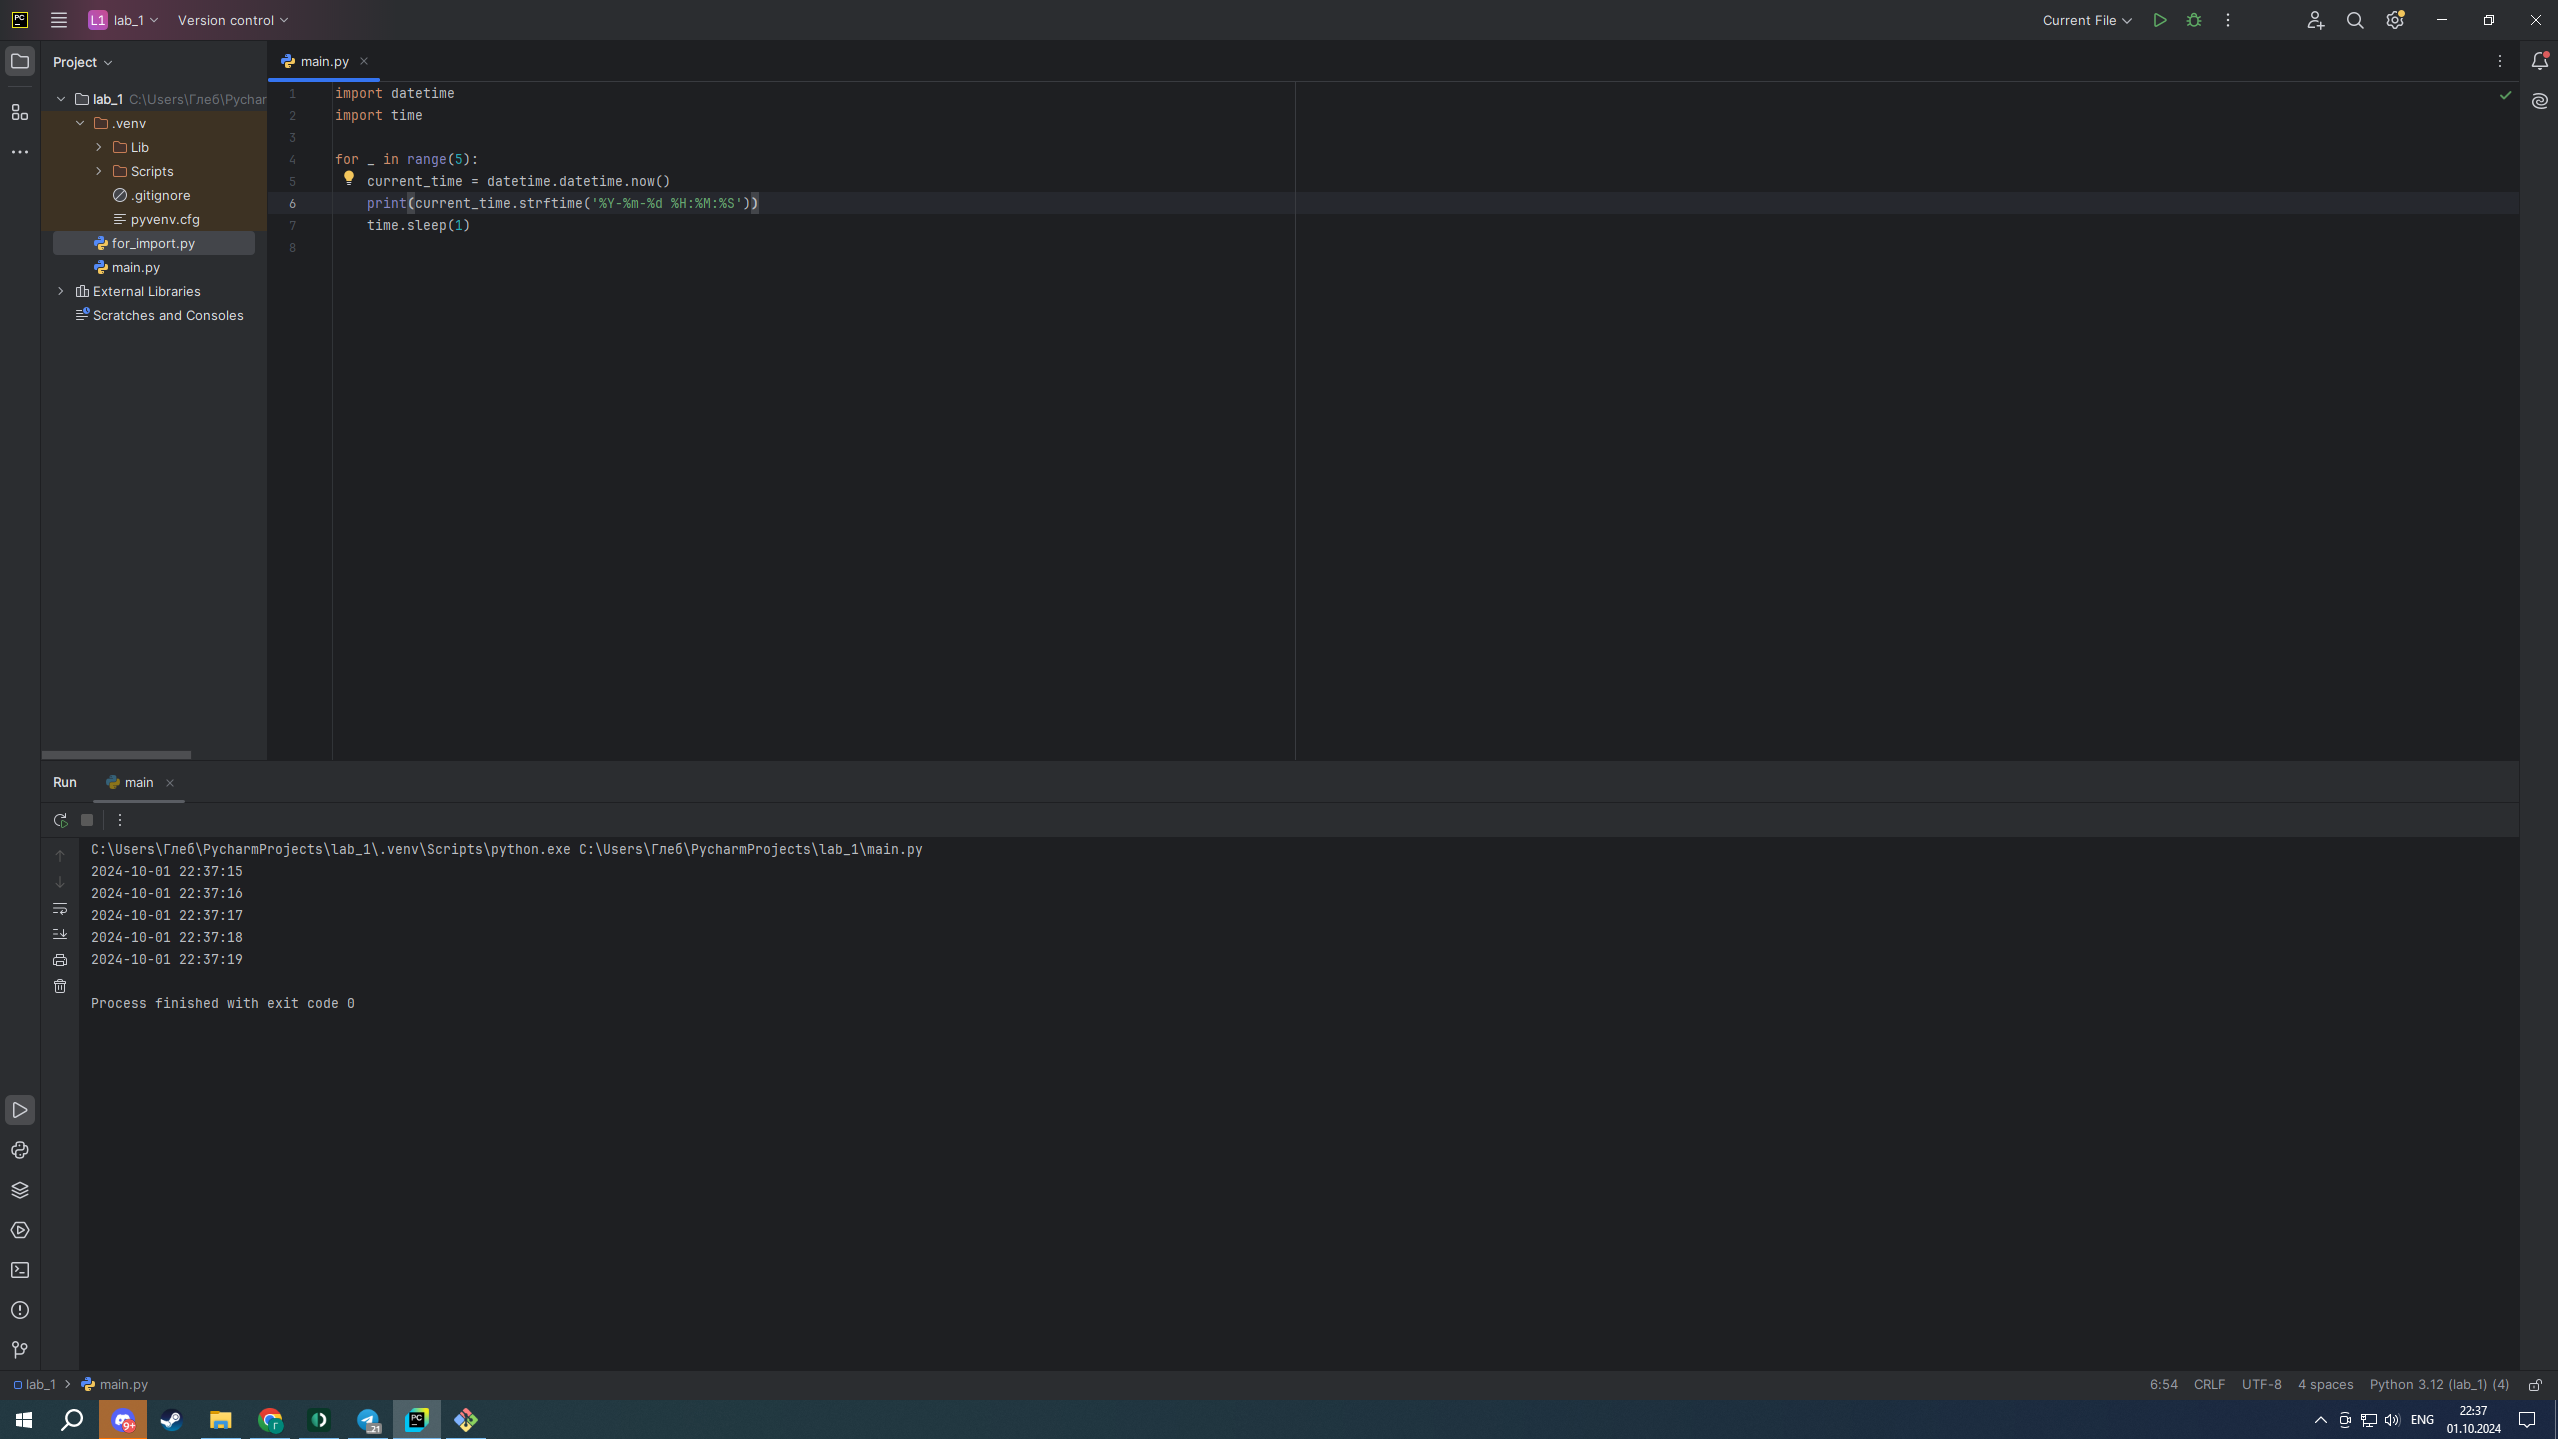 PC L1 lab_1 Version control Current File
Project
main.py
lab_1 C:\Users\Глеб\Pychar
.venv
Lib
Scripts
.gitignore
pyvenv.cfg
for_import.py
main.py
External Libraries
Scratches and Consoles
1 import datetime
2 import time
3
4 for _ in range(5):
5     current_time = datetime.datetime.now()
6     print(current_time.strftime('%Y-%m-%d %H:%M:%S'))
7     time.sleep(1)
8
Run main
C:\Users\Глеб\PycharmProjects\lab_1\.venv\Scripts\python.exe C:\Users\Глеб\PycharmProjects\lab_1\main.py
2024-10-01 22:37:15
2024-10-01 22:37:16
2024-10-01 22:37:17
2024-10-01 22:37:18
2024-10-01 22:37:19
Process finished with exit code 0
lab_1 main.py 6:54 CRLF UTF-8 4 spaces Python 3.12 (lab_1) (4)
9+ Г 21 PC ENG 22:37
01.10.2024